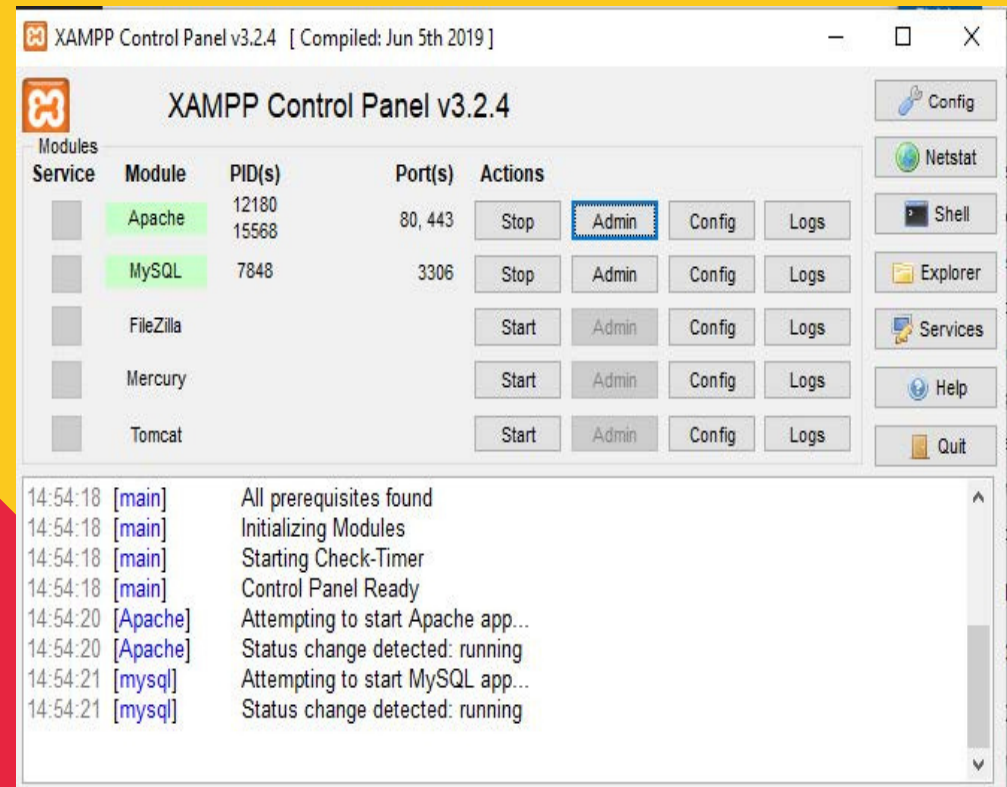 XAMPP Control Panel v3.2.4 [ Compiled: Jun 5th 2019 ]
XAMPP Control Panel v3.2.4
Config
Modules
Service Module PID(s) Port(s) Actions
Netstat
Apache 12180 15568 80, 443 Stop Admin Config Logs
Shell
MySQL 7848 3306 Stop Admin Config Logs
Explorer
FileZilla Start Admin Config Logs
Services
Mercury Start Admin Config Logs
Help
Tomcat Start Admin Config Logs
Quit
14:54:18 [main] All prerequisites found
14:54:18 [main] Initializing Modules
14:54:18 [main] Starting Check-Timer
14:54:18 [main] Control Panel Ready
14:54:20 [Apache] Attempting to start Apache app...
14:54:20 [Apache] Status change detected: running
14:54:21 [mysql] Attempting to start MySQL app...
14:54:21 [mysql] Status change detected: running